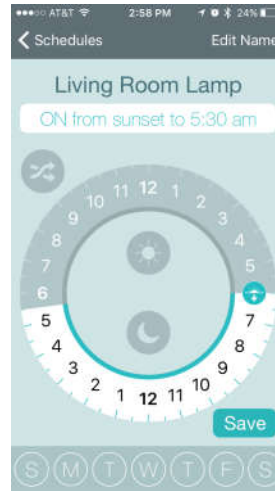 AT&T 2:58 PM 24%
Schedules Edit Name
Living Room Lamp
ON from sunset to 5:30 am
11 12 1
10 2
9 3
8 4
7 5
6
5 7
4 8
3 9
2 10
1 12 11
Save
S M T W T F S